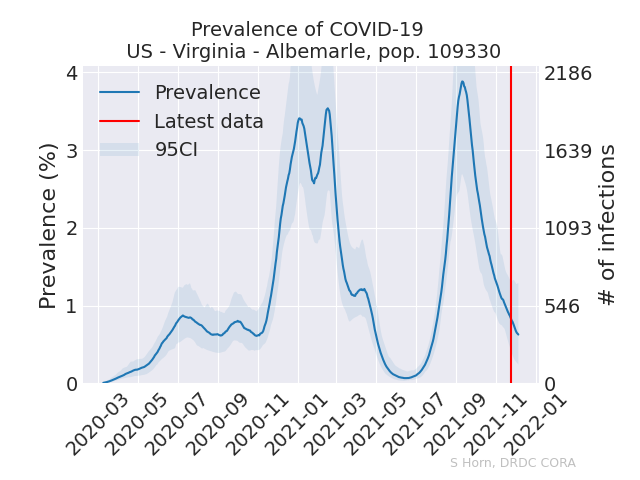 Prevalence of COVID-19
US - Virginia - Albemarle, pop. 109330
Prevalence
Latest data
95CI
Prevalence (%)
4
3
2
1
0
2186
1639
1093
546
0
# of infections
2020-03
2020-05
2020-07
2020-09
2020-11
2021-01
2021-03
2021-05
2021-07
2021-09
2021-11
2022-01
S Horn, DRDC CORA